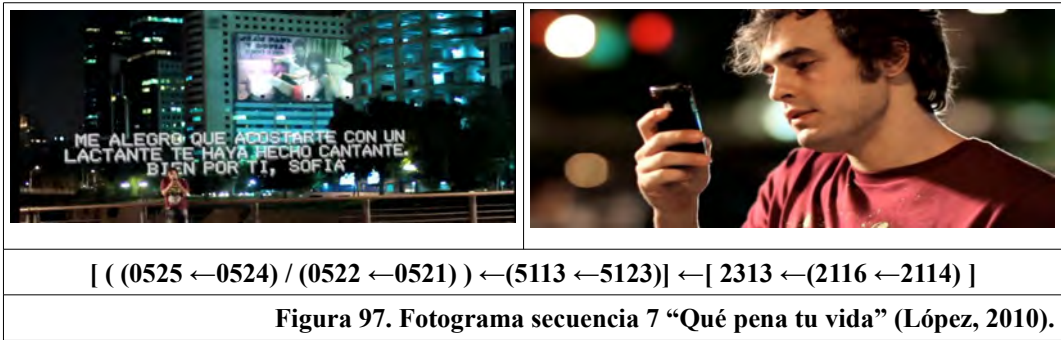 ME ALEGRO QUE ACOSTARTE CON UN
LACTANTE TE HAYA HECHO CANTANTE.
BIEN POR TI, SOFIA
[ ( (0525 ←0524) / (0522 ←0521) ) ←(5113 ←5123)] ←[ 2313 ←(2116 ←2114) ]
Figura 97. Fotograma secuencia 7 “Qué pena tu vida” (López, 2010).